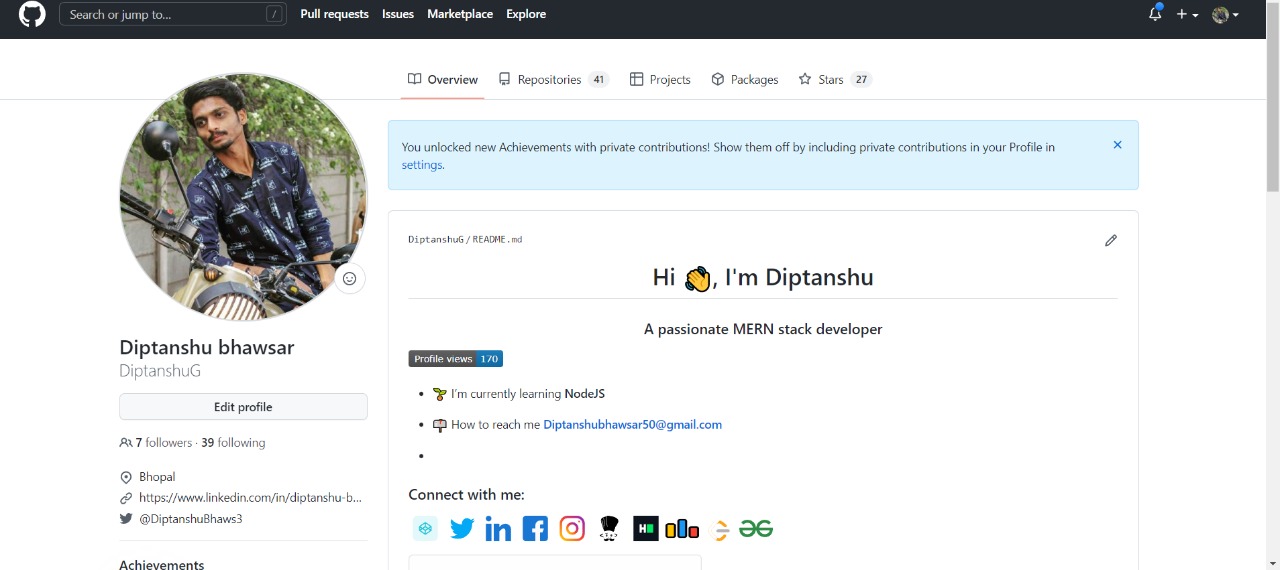 Search or jump to... /
Pull requests Issues Marketplace Explore
Overview Repositories 41 Projects Packages Stars 27
You unlocked new Achievements with private contributions! Show them off by including private contributions in your Profile in
settings.
DiptanshuG/README.md
Hi 👋, I'm Diptanshu
A passionate MERN stack developer
Profile views 170
🌱 I'm currently learning NodeJS
📫 How to reach me Diptanshubhawsar50@gmail.com
Connect with me:
H
GG
Diptanshu bhawsar
DiptanshuG
Edit profile
7 followers · 39 following
Bhopal
https://www.linkedin.com/in/diptanshu-b...
@DiptanshuBhaws3
Achievements